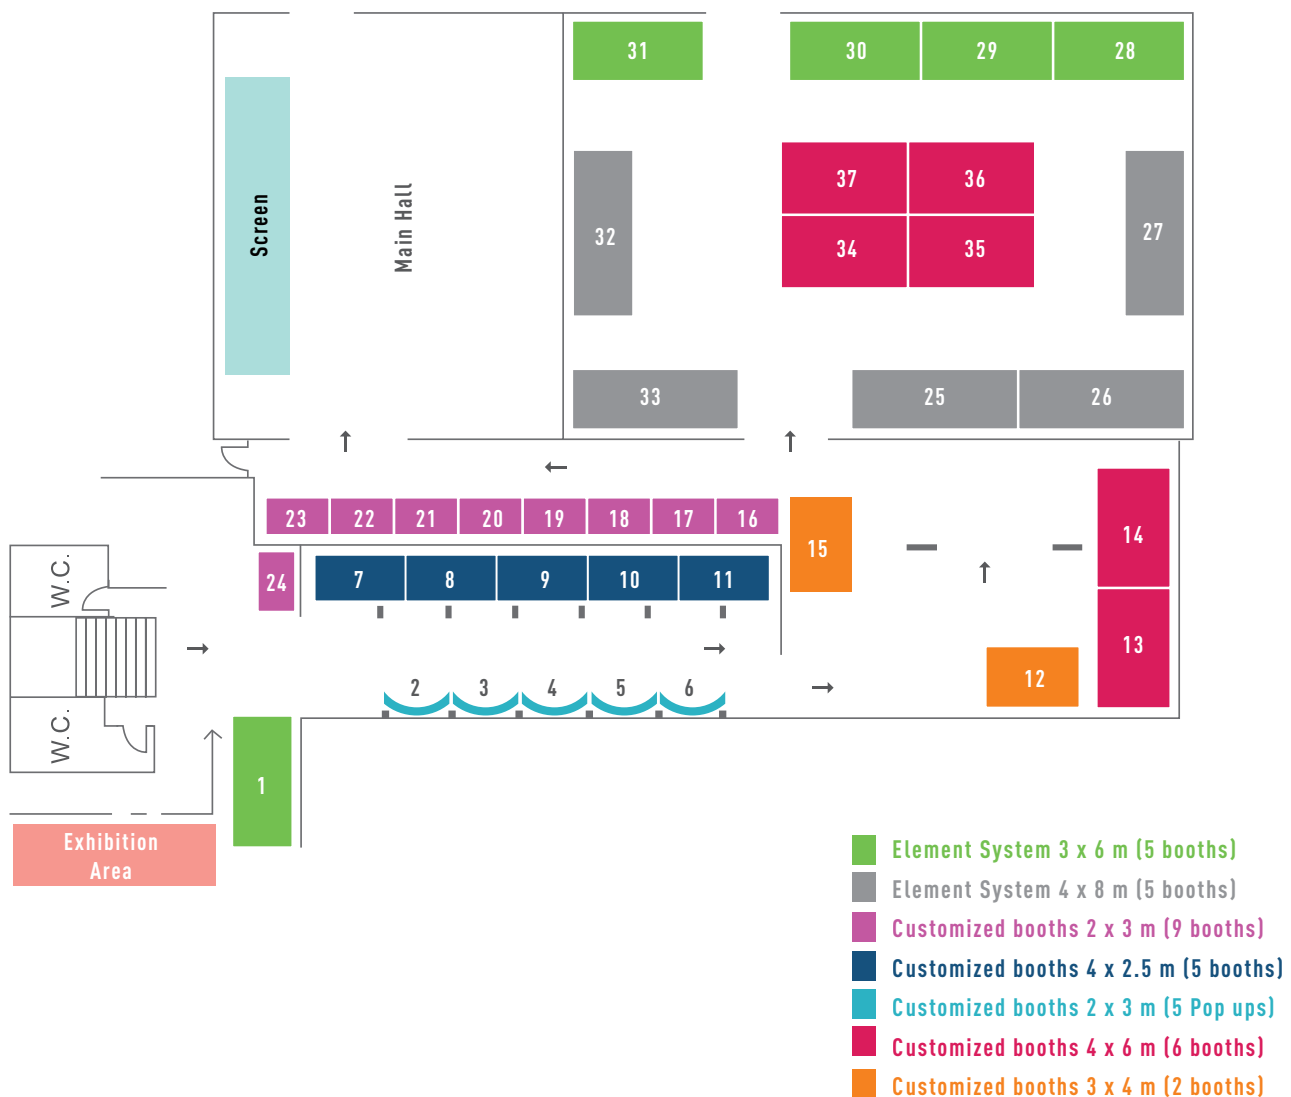 31
30
29
28
37
36
Screen
Main Hall
32
27
34
35
33
25
26
23
22
21
20
19
18
17
16
15
14
W.C.
24
7
8
9
10
11
13
2
3
4
5
6
12
W.C.
1
Exhibition
Area
Element System 3 x 6 m (5 booths)
Element System 4 x 8 m (5 booths)
Customized booths 2 x 3 m (9 booths)
Customized booths 4 x 2.5 m (5 booths)
Customized booths 2 x 3 m (5 Pop ups)
Customized booths 4 x 6 m (6 booths)
Customized booths 3 x 4 m (2 booths)